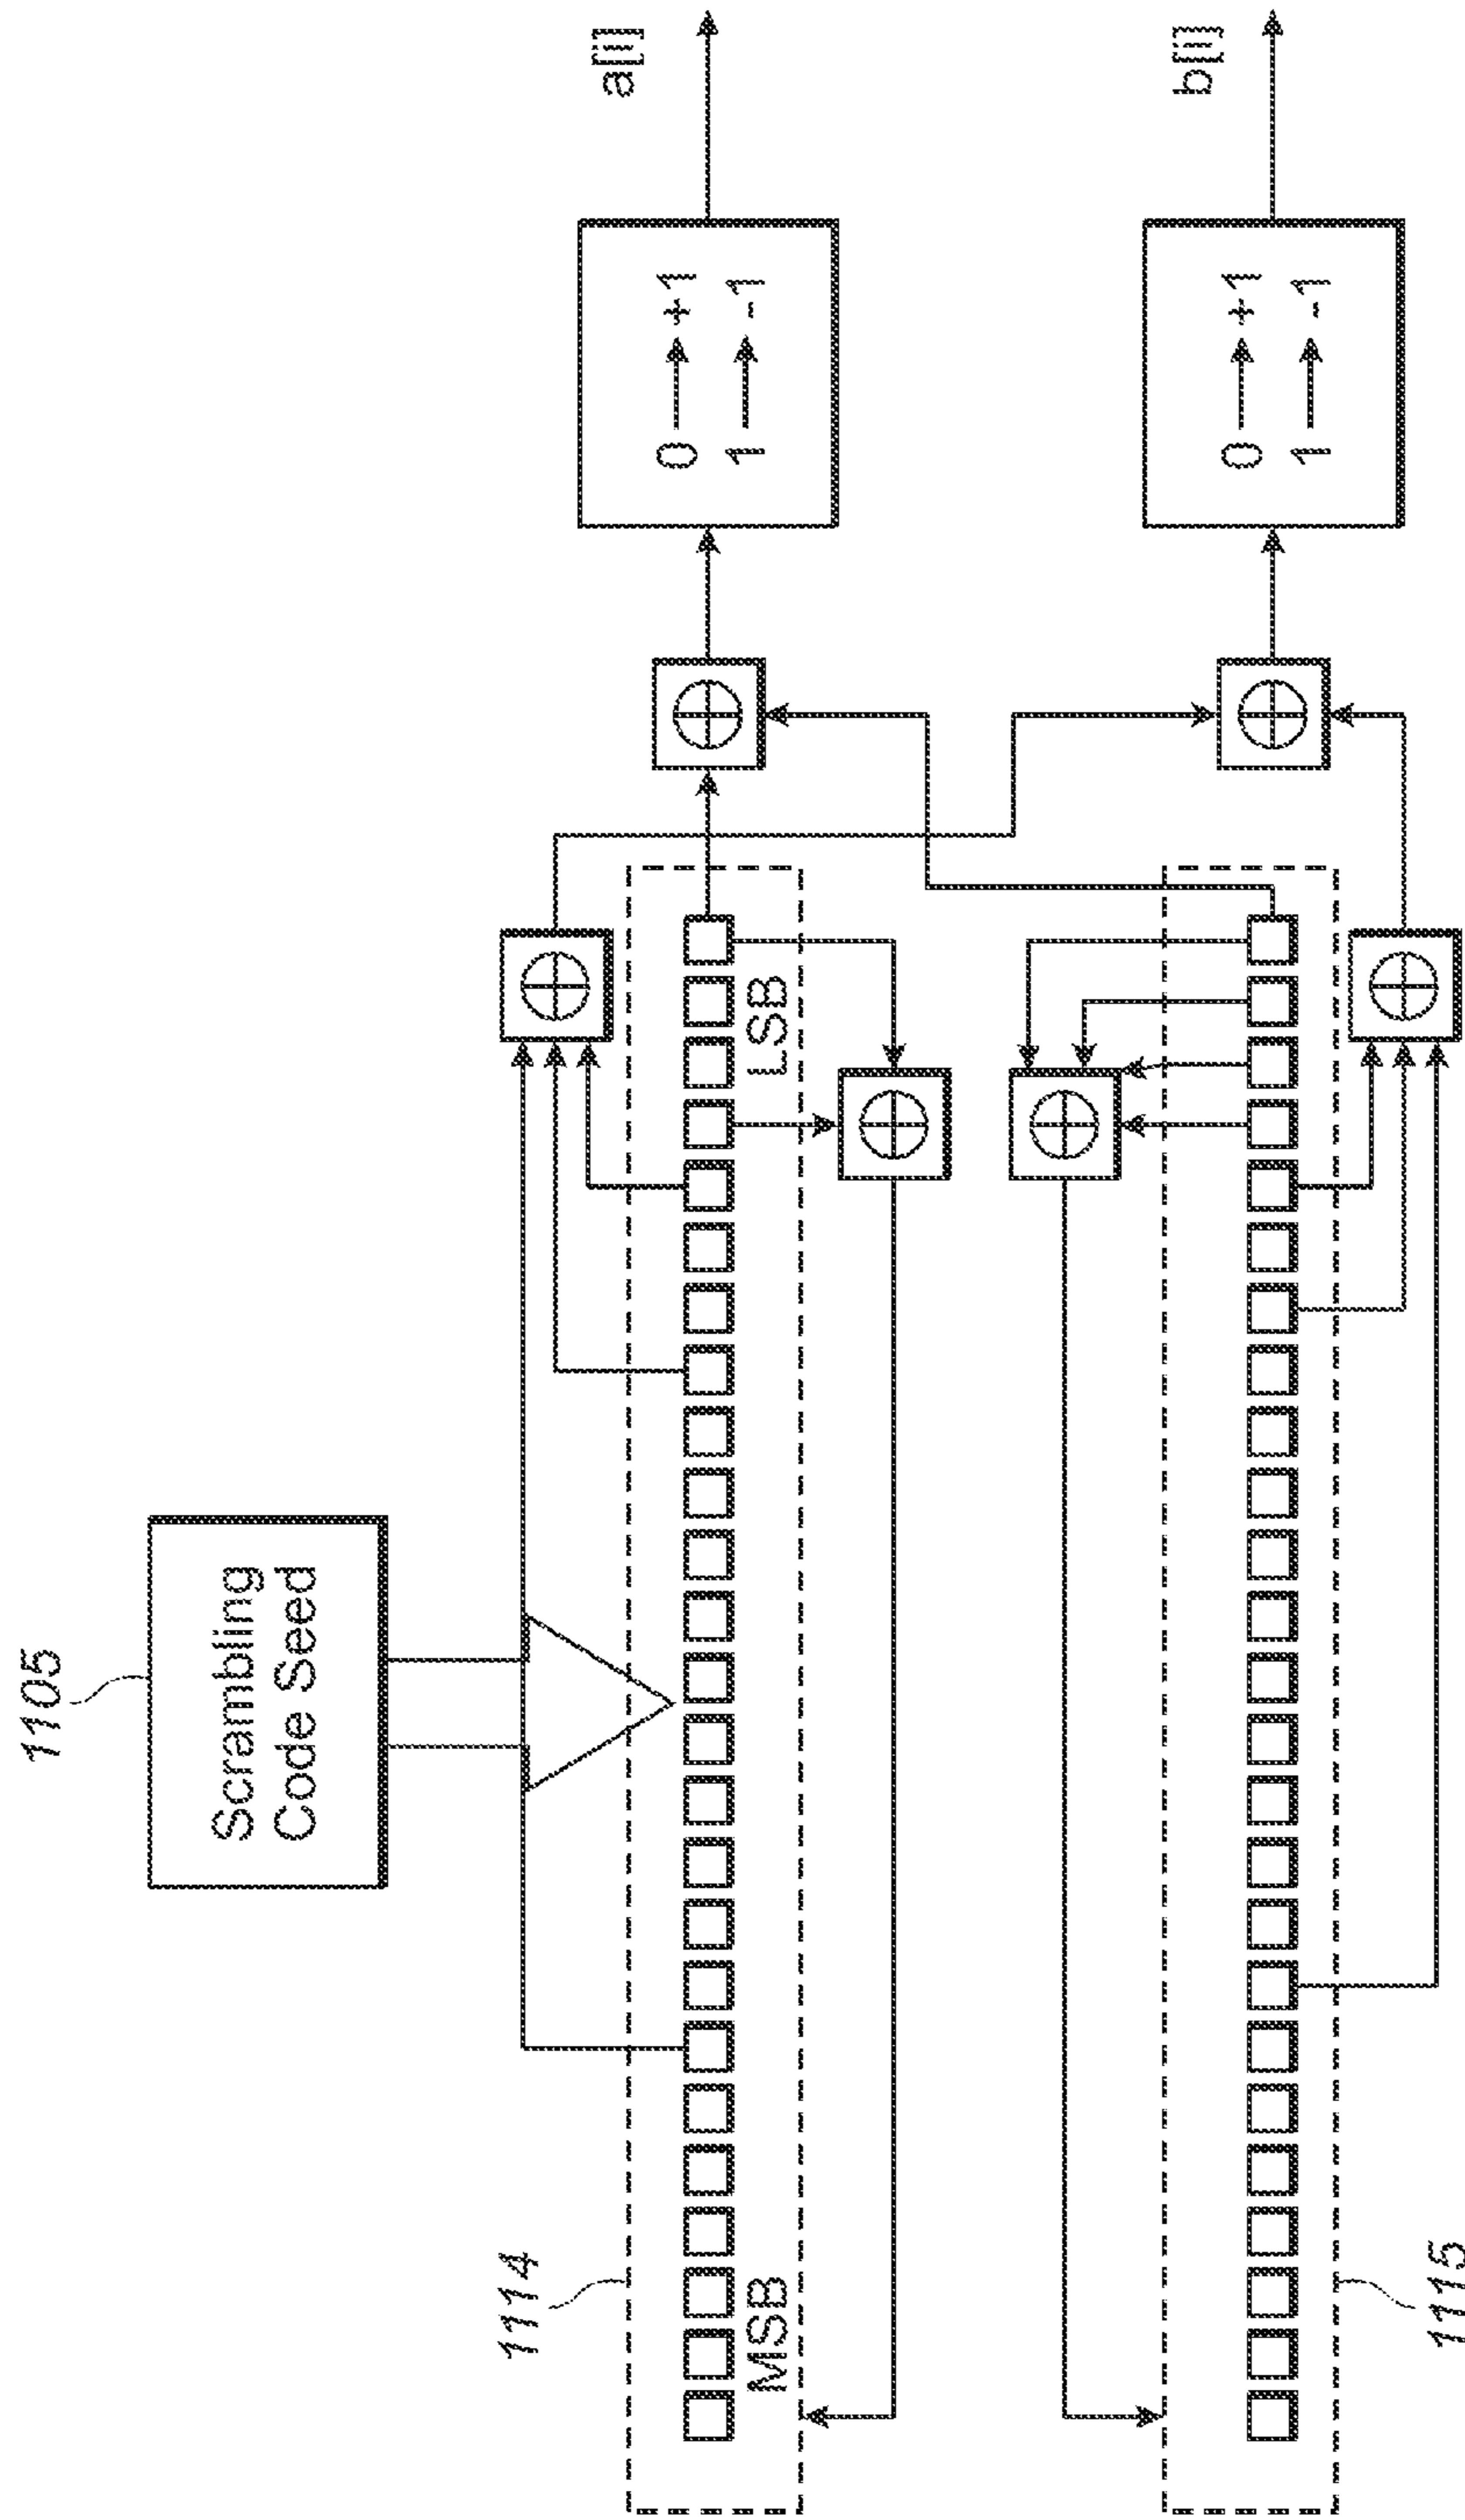 1105
Scrambling
Code Seed
1114
MSB
LSB
0 → +1
1 → -1
a[i]
1115
0 → +1
1 → -1
b[i]